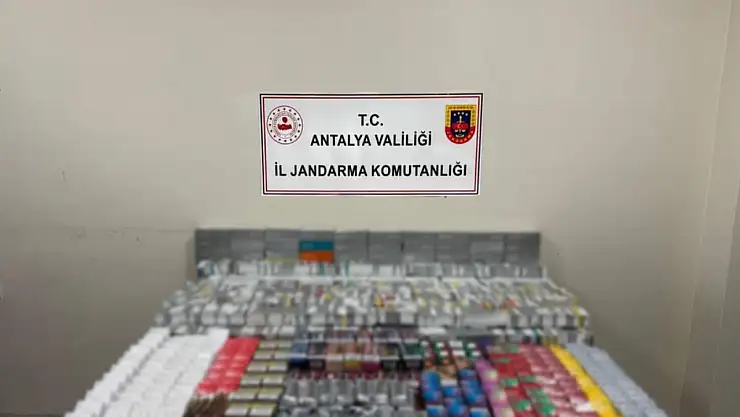 T.C.
ANTALYA VALİLİĞİ
İL JANDARMA KOMUTANLIĞI